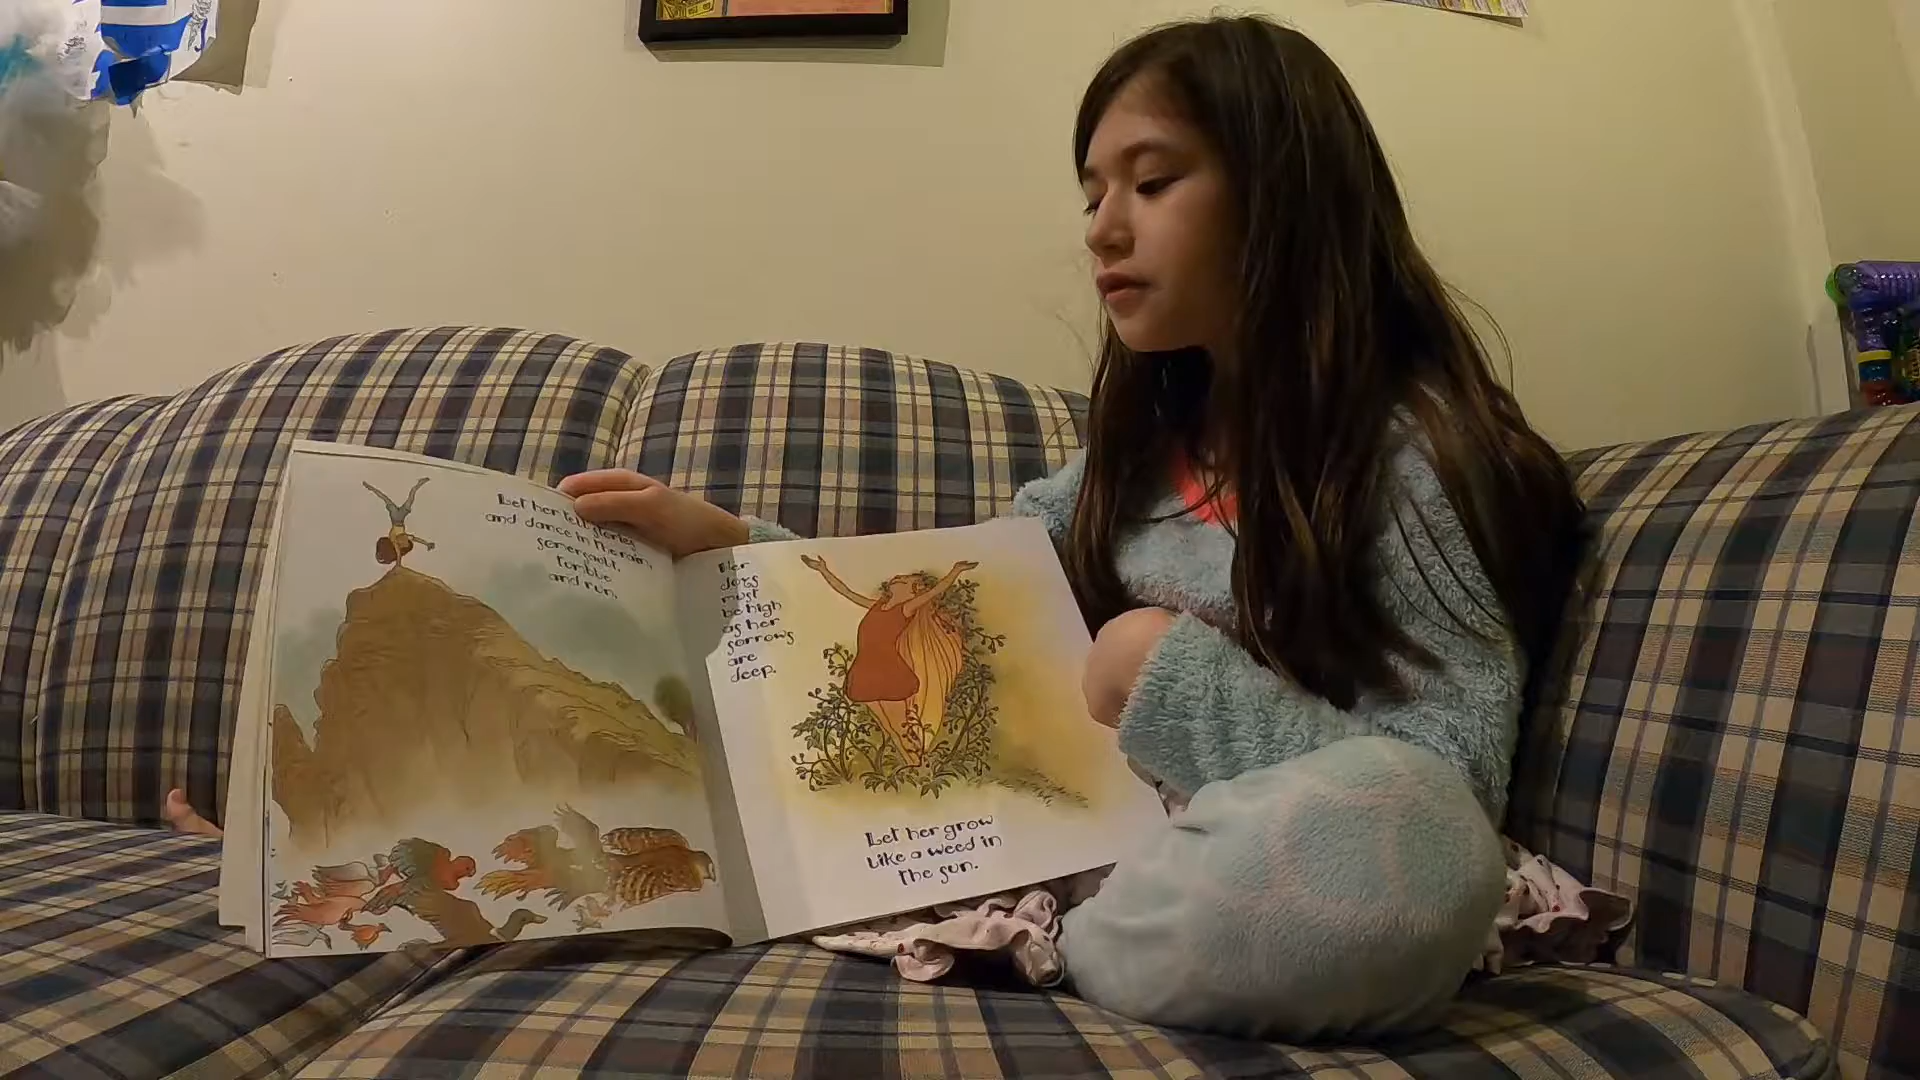 Let her tell stories
and dance in the rain,
somersault,
tumble
and run,
Her
joys
must
be high
as her
sorrows
are
deep.
Let her grow
like a weed in
the sun.